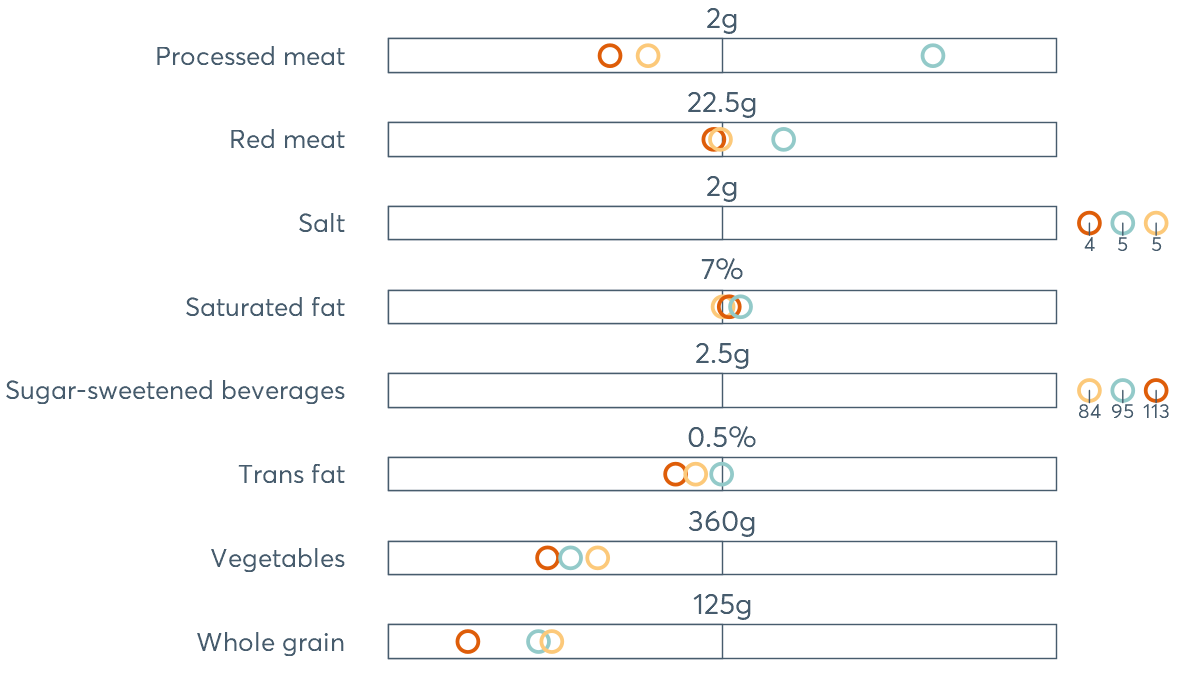 2g
Processed meat
22.5g
Red meat
2g
Salt
4 5 5
7%
Saturated fat
2.5g
Sugar-sweetened beverages
84 95 113
0.5%
Trans fat
360g
Vegetables
125g
Whole grain